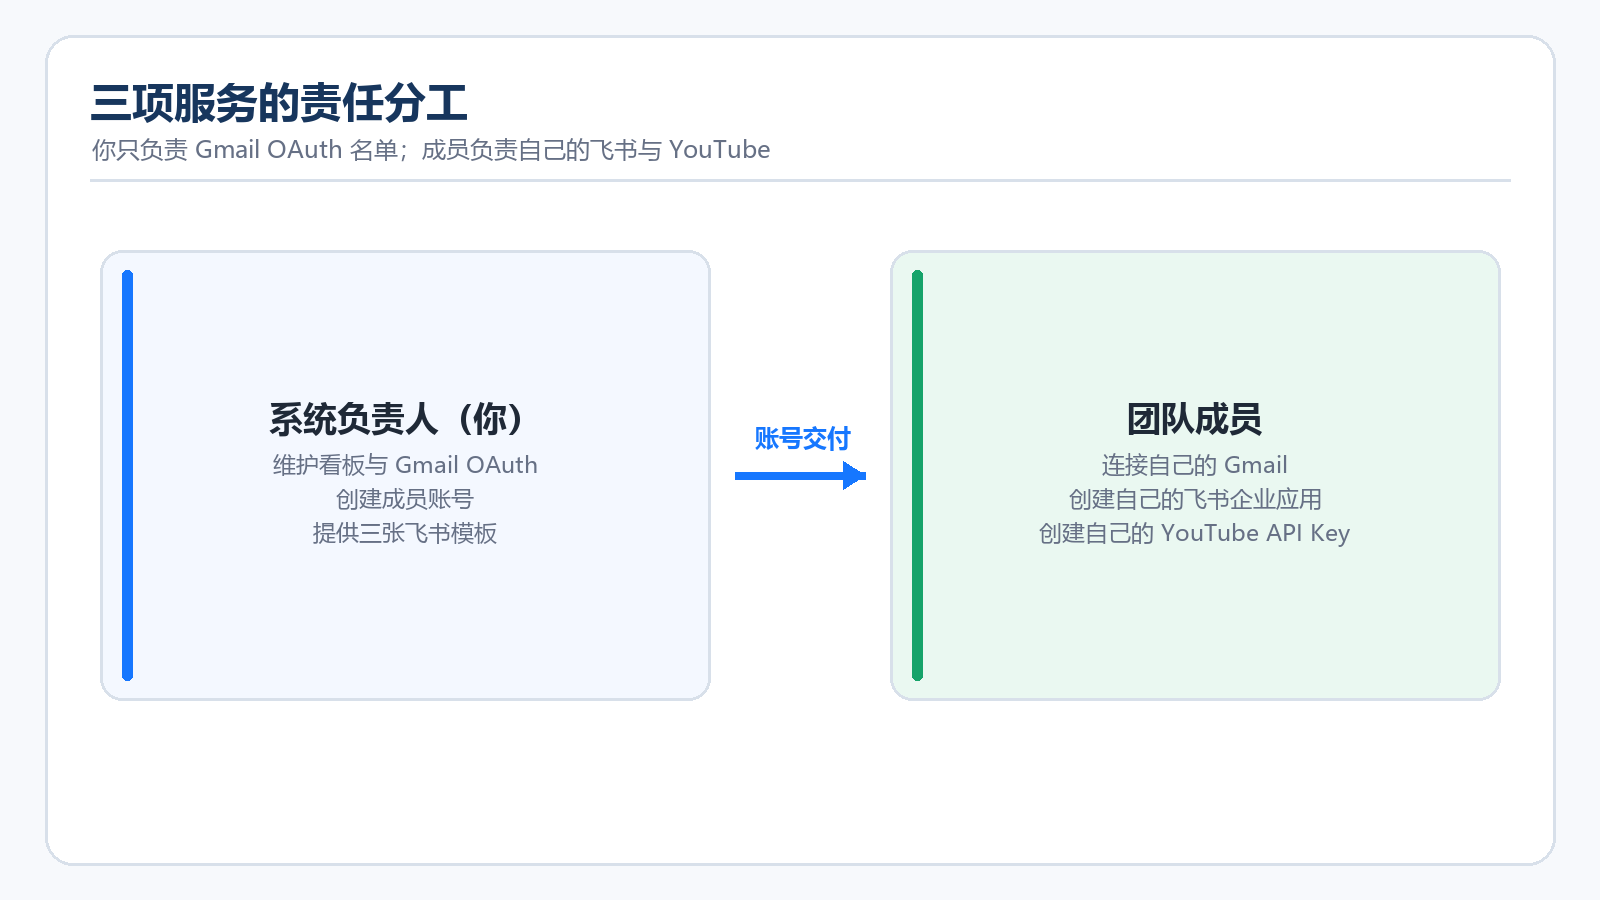 三项服务的责任分工
你只负责 Gmail OAuth 名单；成员负责自己的飞书与 YouTube
系统负责人（你）
维护看板与 Gmail OAuth
创建成员账号
提供三张飞书模板
账号交付
团队成员
连接自己的 Gmail
创建自己的飞书企业应用
创建自己的 YouTube API Key